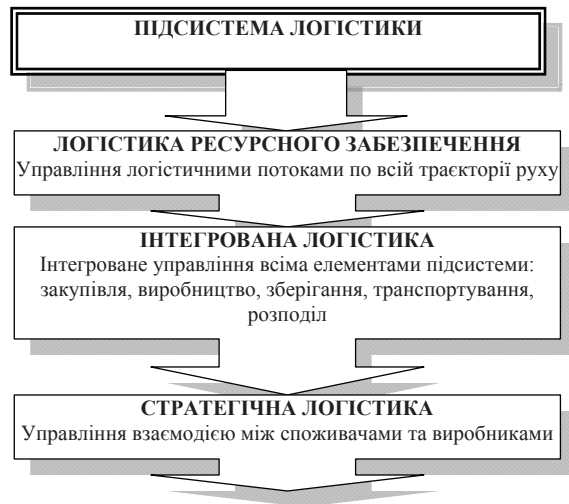 ПІДСИСТЕМА ЛОГІСТИКИ
ЛОГІСТИКА РЕСУРСНОГО ЗАБЕЗПЕЧЕННЯ
Управління логістичними потоками по всій траєкторії руху
ІНТЕГРОВАНА ЛОГІСТИКА
Інтегроване управління всіма елементами підсистеми:
закупівля, виробництво, зберігання, транспортування,
розподіл
СТРАТЕГІЧНА ЛОГІСТИКА
Управління взаємодією між споживачами та виробниками